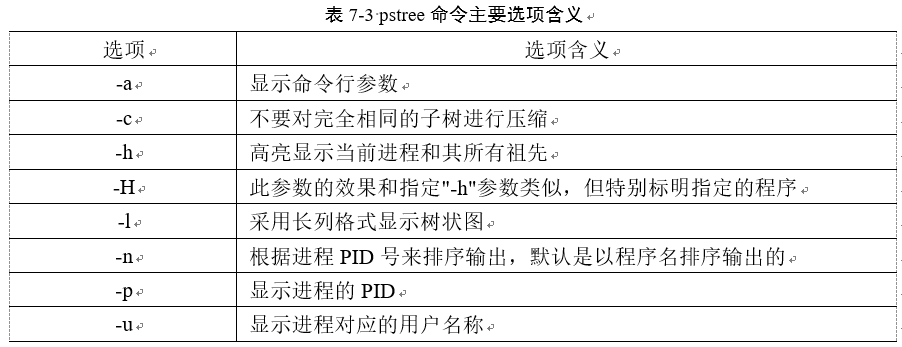 表 7-3 pstree 命令主要选项含义
选项 选项含义
-a 显示命令行参数
-c 不要对完全相同的子树进行压缩
-h 高亮显示当前进程和其所有祖先
-H 此参数的效果和指定"-h"参数类似，但特别标明指定的程序
-l 采用长列格式显示树状图
-n 根据进程 PID 号来排序输出，默认是以程序名排序输出的
-p 显示进程的 PID
-u 显示进程对应的用户名称